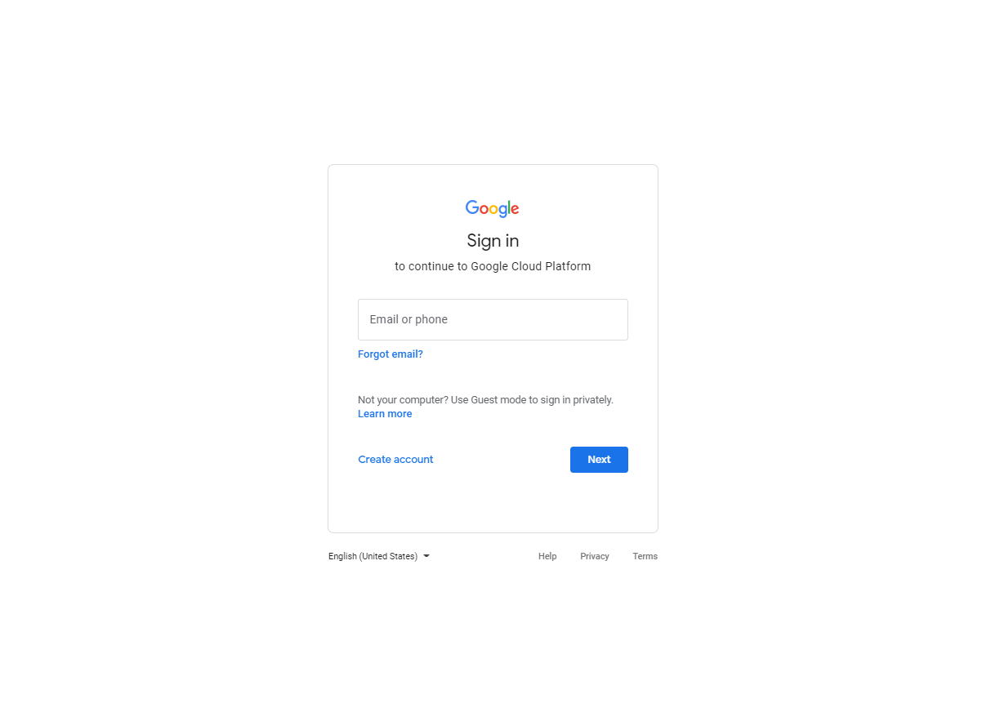 Google
Sign in
to continue to Google Cloud Platform
Email or phone
Forgot email?
Not your computer? Use Guest mode to sign in privately.
Learn more
Create account
Next
English (United States)
Help
Privacy
Terms